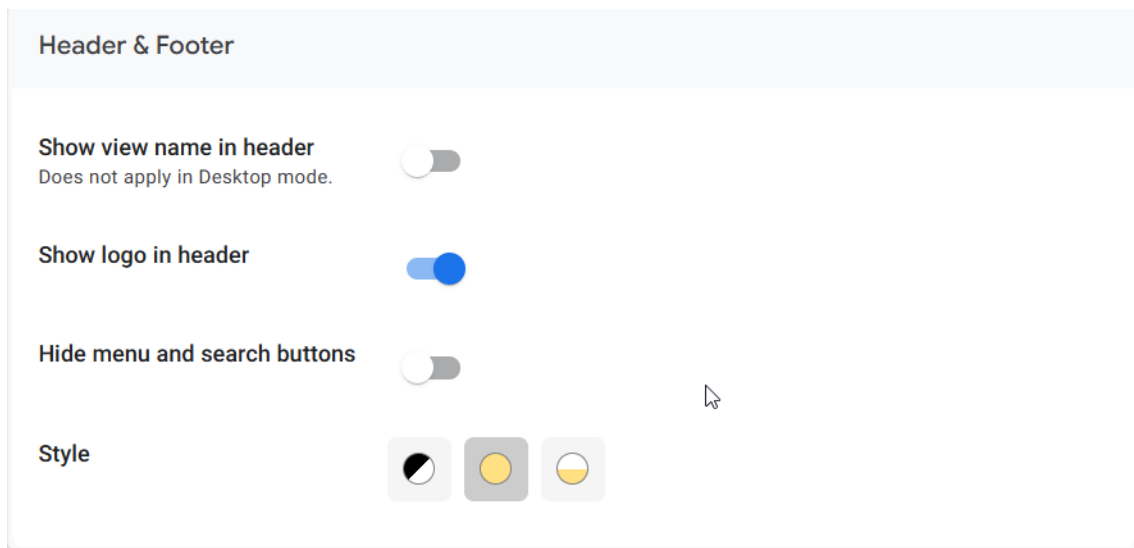 Header & Footer
Show view name in header
Does not apply in Desktop mode.
Show logo in header
Hide menu and search buttons
Style